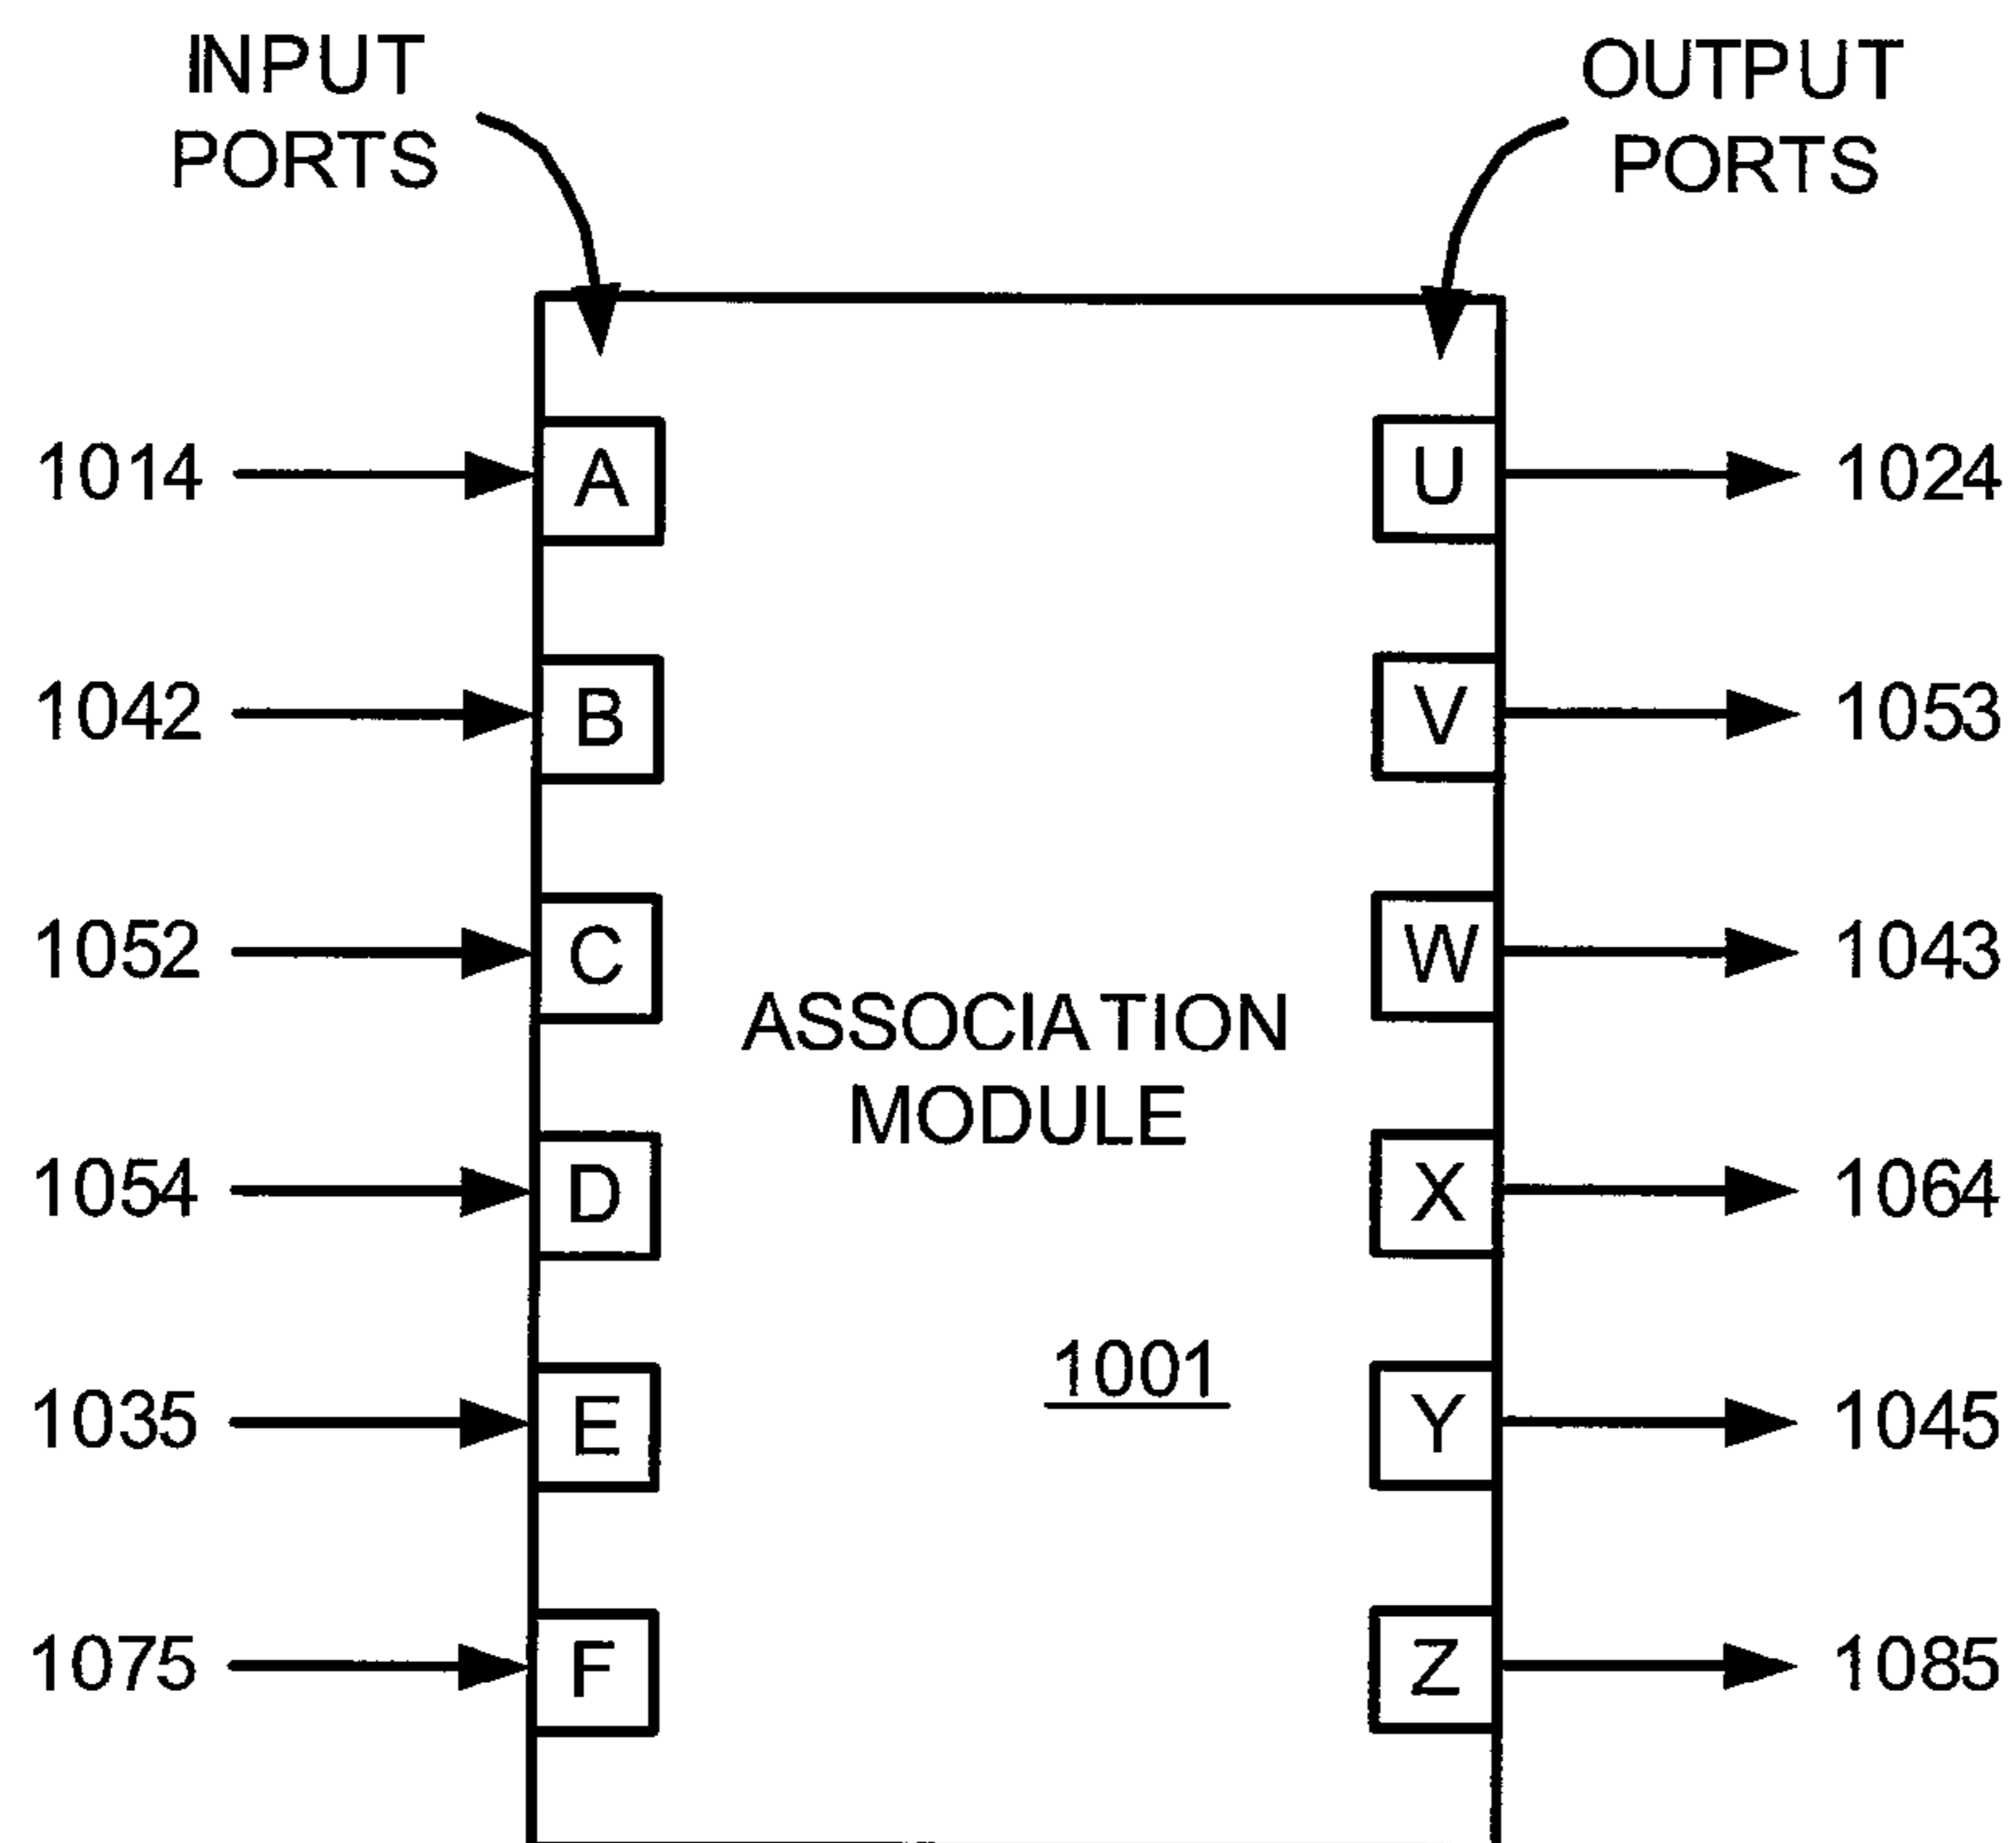 INPUT
PORTS
OUTPUT
PORTS
1014
A
U
1024
1042
B
V
1053
1052
C
W
1043
ASSOCIATION
MODULE
1054
D
X
1064
1001
1035
E
Y
1045
1075
F
Z
1085